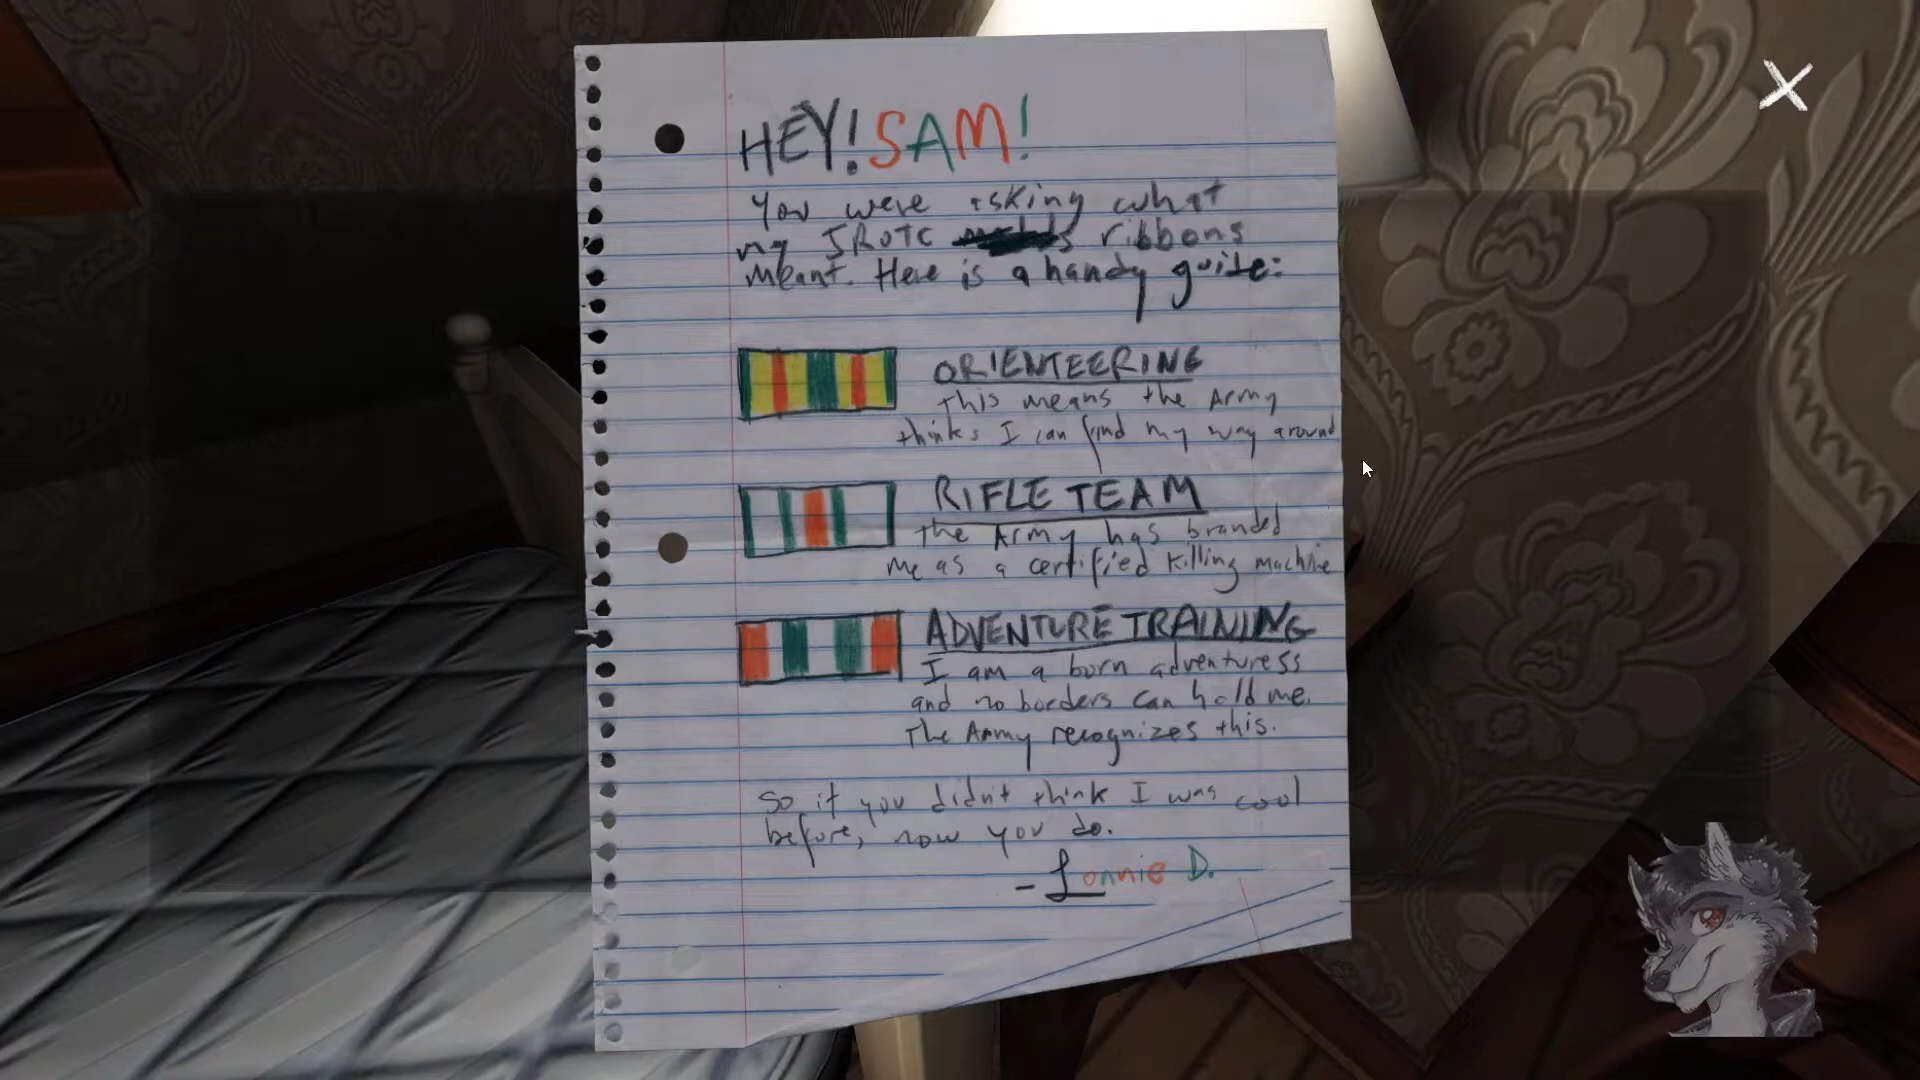 HEY! SAM!
You were asking what
my JROTC ribbons
meant. Here is a handy guide:
ORIENTEERING
This means the Army
thinks I can find my way around
RIFLE TEAM
the Army has branded
me as a certified killing machine
ADVENTURE TRAINING
I am a born adventuress
and no borders can hold me.
The Army recognizes this.
So if you didn't think I was cool
before, now you do.
- Lonnie D.